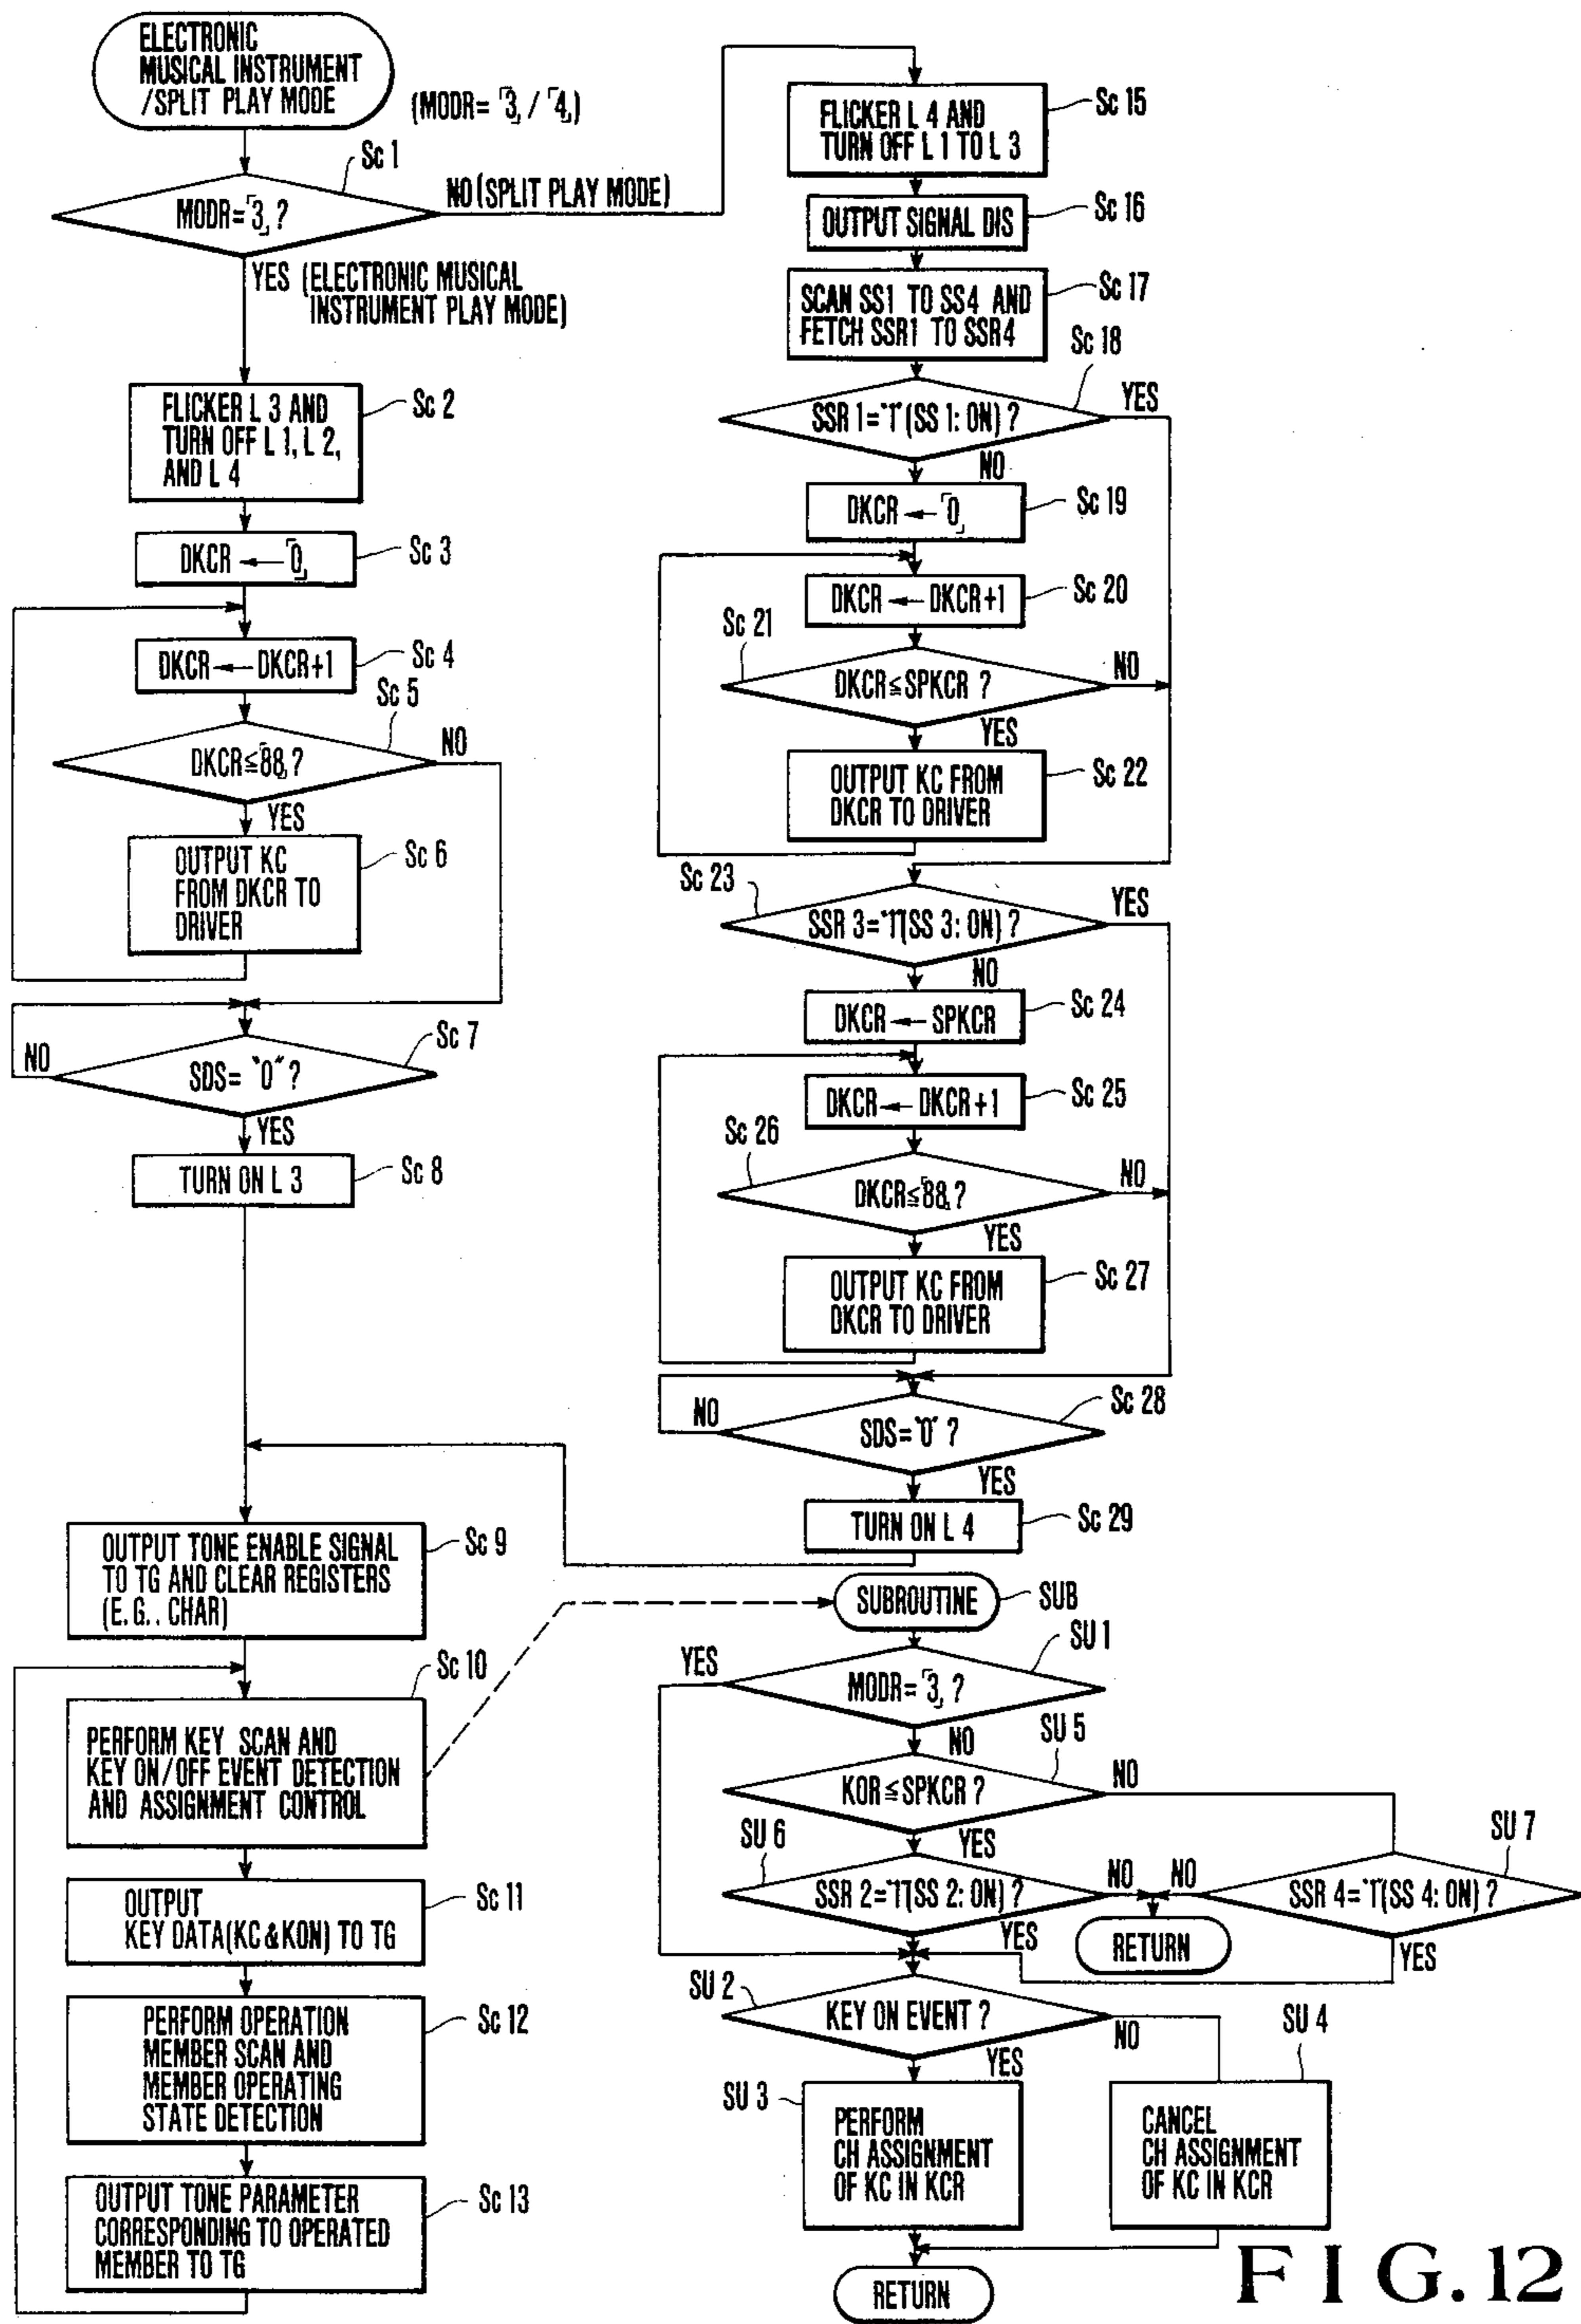 ELECTRONIC
MUSICAL INSTRUMENT
/SPLIT PLAY MODE
(MODR=「3」/「4」)
Sc 1
MODR=「3」?
NO(SPLIT PLAY MODE)
YES (ELECTRONIC MUSICAL
INSTRUMENT PLAY MODE)
FLICKER L 3 AND
TURN OFF L 1, L 2,
AND L 4
Sc 2
DKCR ← 「0」
Sc 3
DKCR ← DKCR+1
Sc 4
Sc 5
DKCR≦「88」?
NO
YES
OUTPUT KC
FROM DKCR TO
DRIVER
Sc 6
Sc 7
NO
SDS= "0" ?
YES
TURN ON L 3
Sc 8
OUTPUT TONE ENABLE SIGNAL
TO TG AND CLEAR REGISTERS
(E.G.. CHAR)
Sc 9
Sc 10
PERFORM KEY SCAN AND
KEY ON/OFF EVENT DETECTION
AND ASSIGNMENT CONTROL
OUTPUT
KEY DATA(KC&KON) TO TG
Sc 11
PERFORM OPERATION
MEMBER SCAN AND
MEMBER OPERATING
STATE DETECTION
Sc 12
OUTPUT TONE PARAMETER
CORRESPONDING TO OPERATED
MEMBER TO TG
Sc 13
FLICKER L 4 AND
TURN OFF L 1 TO L 3
Sc 15
OUTPUT SIGNAL DIS
Sc 16
SCAN SS1 TO SS4 AND
FETCH SSR1 TO SSR4
Sc 17
Sc 18
SSR 1="1"(SS 1: ON) ?
YES
NO
DKCR ← 「0」
Sc 19
DKCR ← DKCR+1
Sc 20
Sc 21
DKCR≦SPKCR ?
NO
YES
OUTPUT KC FROM
DKCR TO DRIVER
Sc 22
Sc 23
SSR 3="1"(SS 3: ON) ?
YES
NO
DKCR ← SPKCR
Sc 24
DKCR ← DKCR+1
Sc 25
Sc 26
DKCR≦「88」?
NO
YES
OUTPUT KC FROM
DKCR TO DRIVER
Sc 27
Sc 28
NO
SDS="0" ?
YES
TURN ON L 4
Sc 29
SUBROUTINE
SUB
SU 1
YES
MODR=「3」?
NO
SU 5
KOR≦SPKCR ?
NO
YES
SU 6
SSR 2="1"(SS 2: ON) ?
NO
YES
SU 7
NO
SSR 4="1"(SS 4: ON) ?
YES
RETURN
SU 2
KEY ON EVENT ?
NO
YES
SU 3
PERFORM
CH ASSIGNMENT
OF KC IN KCR
SU 4
CANCEL
CH ASSIGNMENT
OF KC IN KCR
RETURN
FIG.12